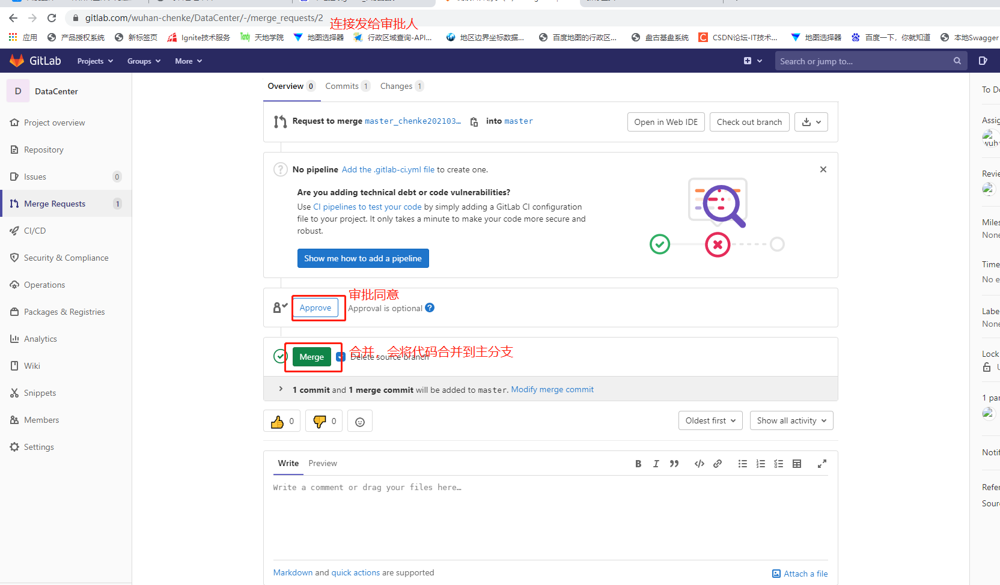 gitlab.com/wuhan-chenke/DataCenter/-/merge_requests/2
连接发给审批人
应用 产品授权系统 新标签页 Ignite技术服务 天地学院 地图选择器 行政区域查询-API... 地区边界坐标数据... 百度地图的行政区... 盘古基盘系统 CSDN论坛-IT技术... 地图选择器 百度一下，你就知道 本地Swagger
GitLab Projects Groups More Search or jump to...
D DataCenter
Overview 0 Commits 1 Changes 1
To Do
Project overview
Request to merge master_chenke202103... into master
Open in Web IDE Check out branch
Assig
wuh
Repository
No pipeline Add the .gitlab-ci.yml file to create one.
Revie
Issues 0
Are you adding technical debt or code vulnerabilities?
Merge Requests 1
Use CI pipelines to test your code by simply adding a GitLab CI configuration
file to your project. It only takes a minute to make your code more secure and
robust.
Miles
None
CI/CD
Security & Compliance
Show me how to add a pipeline
Time
No e
Operations
审批同意
Approve Approval is optional
Packages & Registries
Labe
None
Analytics
合并，会将代码合并到主分支
Merge Delete source branch
Lock
U
Wiki
1 commit and 1 merge commit will be added to master. Modify merge commit
Snippets
1 par
Members
0 0
Oldest first Show all activity
Settings
Notif
Write Preview
Write a comment or drag your files here…
Refer
Sour
Markdown and quick actions are supported
Attach a file